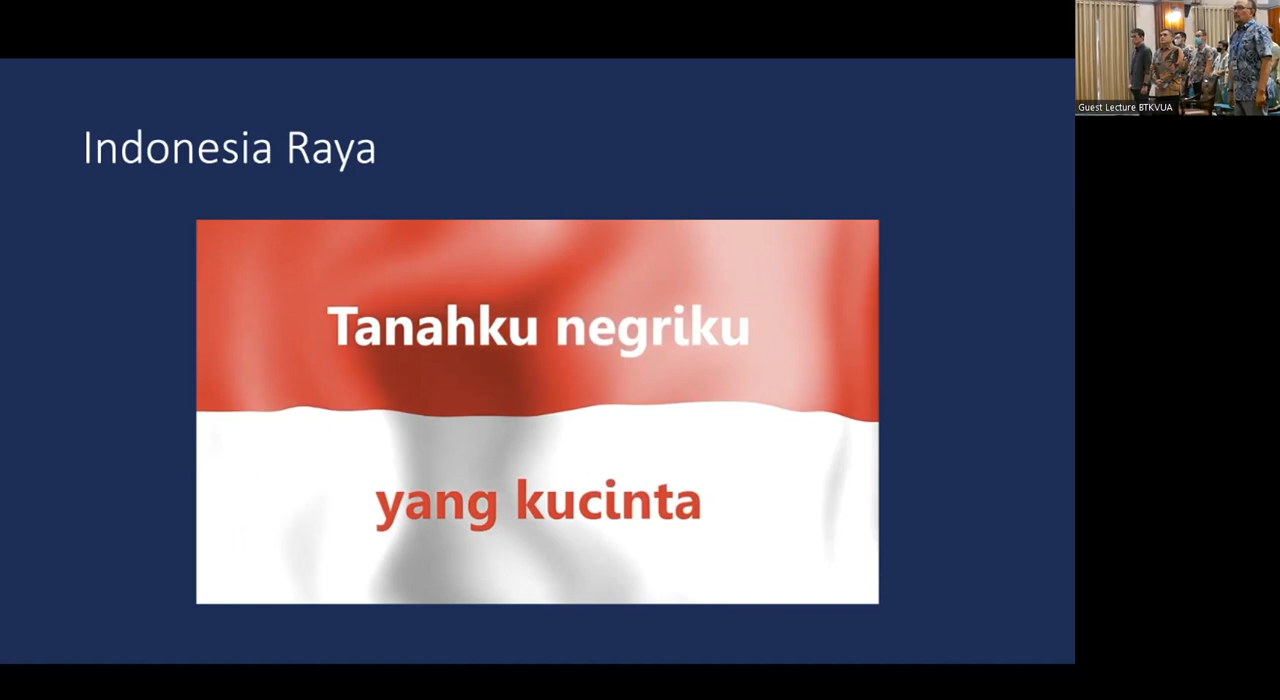 Indonesia Raya
Tanahku negriku
yang kucinta
Guest Lecture BTKVUA